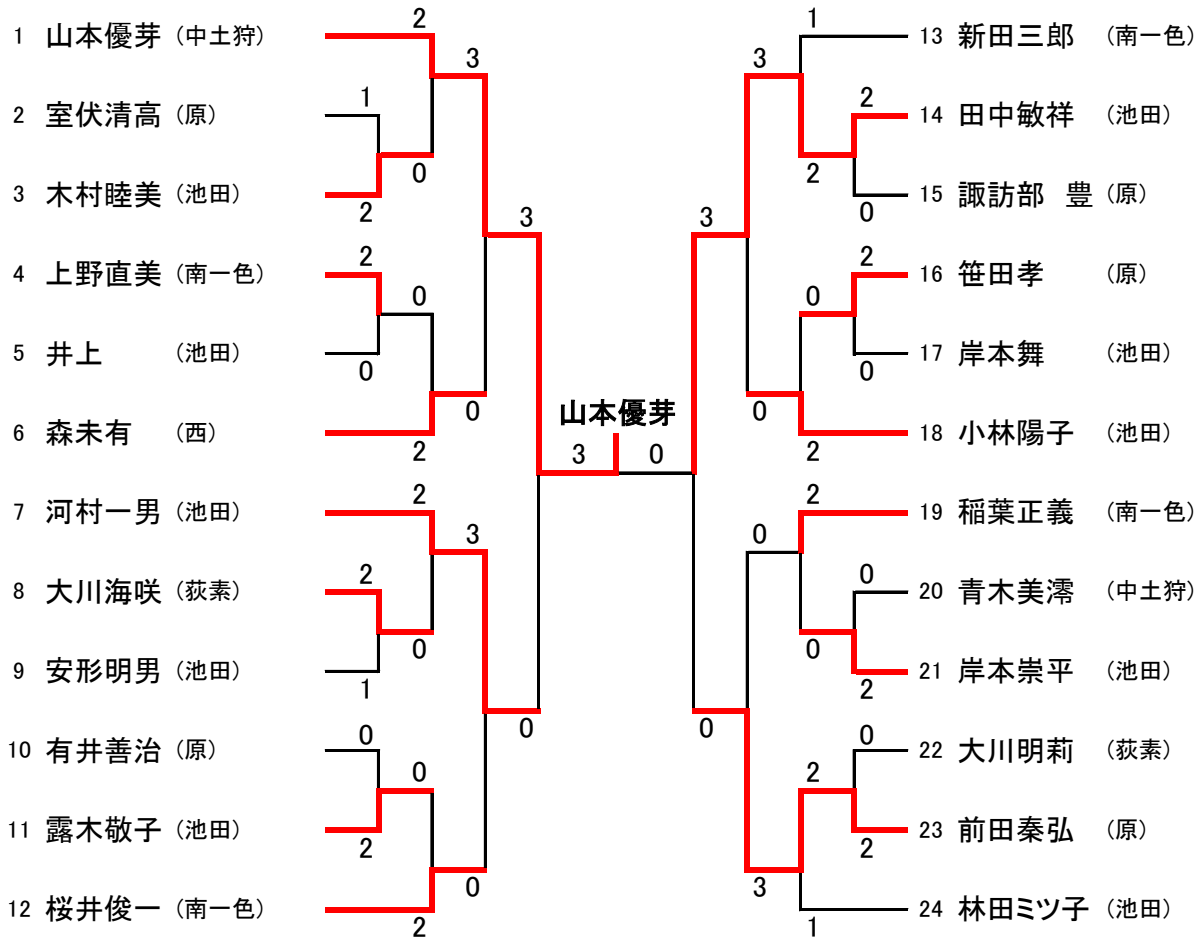 1 山本優芽 (中土狩)
2 室伏清高 (原)
3 木村睦美 (池田)
4 上野直美 (南一色)
5 井上 (池田)
6 森未有 (西)
7 河村一男 (池田)
8 大川海咲 (荻素)
9 安形明男 (池田)
10 有井善治 (原)
11 露木敬子 (池田)
12 桜井俊一 (南一色)
2
1
2
2
0
2
2
2
1
0
2
2
3
0
0
0
3
0
0
0
3
0
山本優芽
3 0
3
0
3
2
0
0
0
0
2
3
1
2
0
2
0
2
2
0
2
0
2
1
13 新田三郎 (南一色)
14 田中敏祥 (池田)
15 諏訪部 豊 (原)
16 笹田孝 (原)
17 岸本舞 (池田)
18 小林陽子 (池田)
19 稲葉正義 (南一色)
20 青木美澪 (中土狩)
21 岸本崇平 (池田)
22 大川明莉 (荻素)
23 前田秦弘 (原)
24 林田ミツ子 (池田)